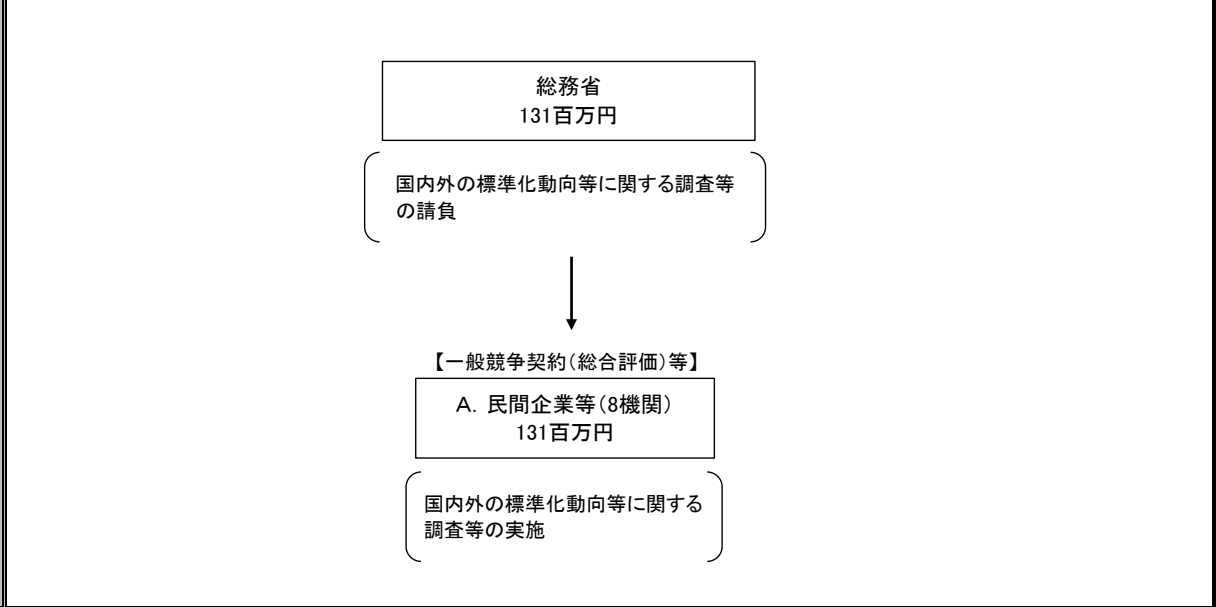 総務省
131百万円
国内外の標準化動向等に関する調査等
の請負
【一般競争契約(総合評価)等】
A. 民間企業等(8機関)
131百万円
国内外の標準化動向等に関する
調査等の実施